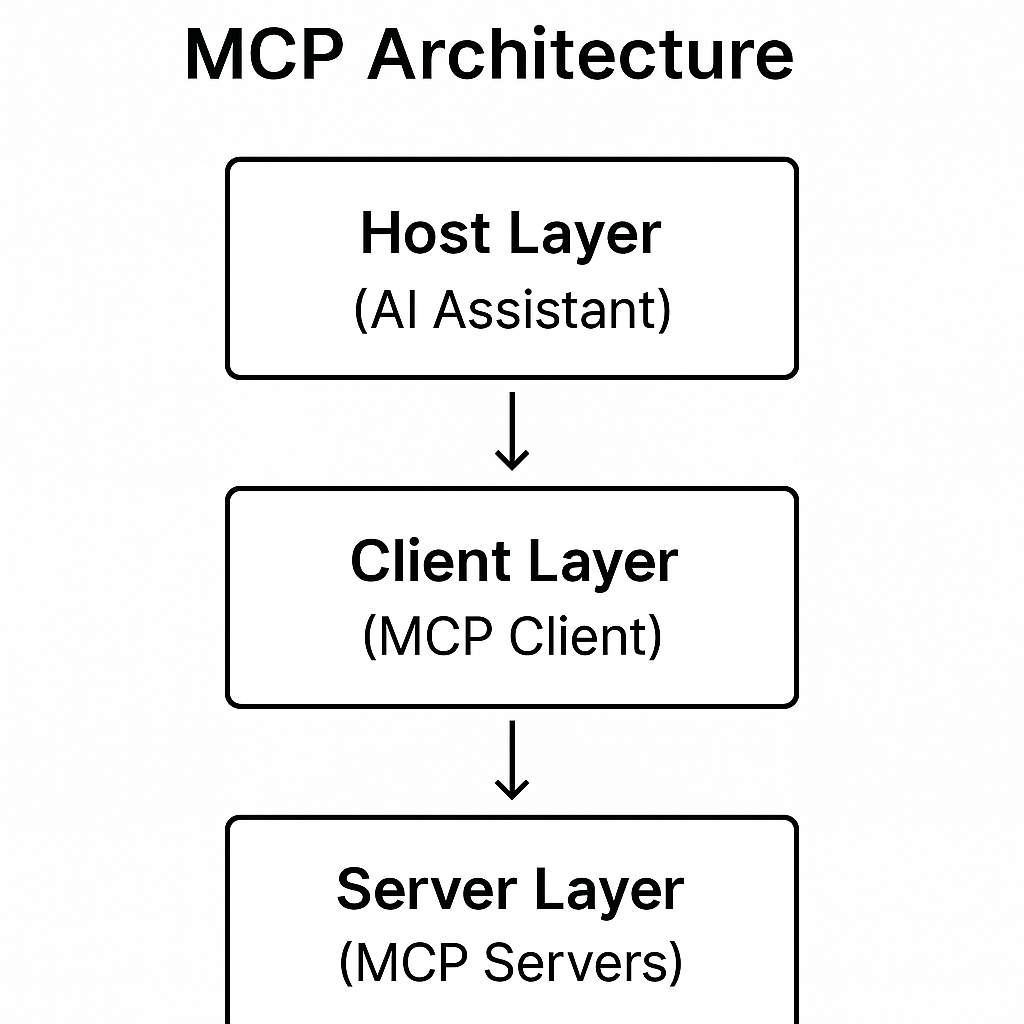 MCP Architecture
Host Layer
(AI Assistant)
Client Layer
(MCP Client)
Server Layer
(MCP Servers)